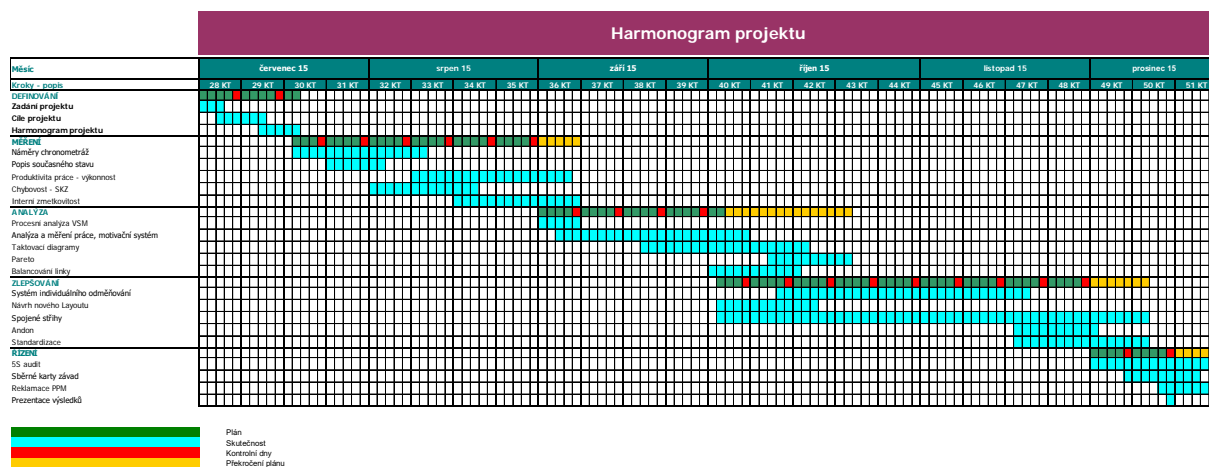 Harmonogram projektu
Měsíc červenec 15 srpen 15 září 15 říjen 15 listopad 15 prosinec 15
Kroky - popis 28 KT 29 KT 30 KT 31 KT 32 KT 33 KT 34 KT 35 KT 36 KT 37 KT 38 KT 39 KT 40 KT 41 KT 42 KT 43 KT 44 KT 45 KT 46 KT 47 KT 48 KT 49 KT 50 KT 51 KT
DEFINOVÁNÍ
Zadání projektu
Cíle projektu
Harmonogram projektu
MĚŘENÍ
Náměry chronometráž
Popis současného stavu
Produktivita práce - výkonnost
Chybovost - SKZ
Interní zmetkovitost
ANALÝZA
Procesní analýza VSM
Analýza a měření práce, motivační systém
Taktovací diagramy
Pareto
Balancování linky
ZLEPŠOVÁNÍ
Systém individuálního odměňování
Návrh nového Layoutu
Spojené střihy
Andon
Standardizace
ŘÍZENÍ
5S audit
Sběrné karty závad
Reklamace PPM
Prezentace výsledků
Plán
Skutečnost
Kontrolní dny
Překročení plánu